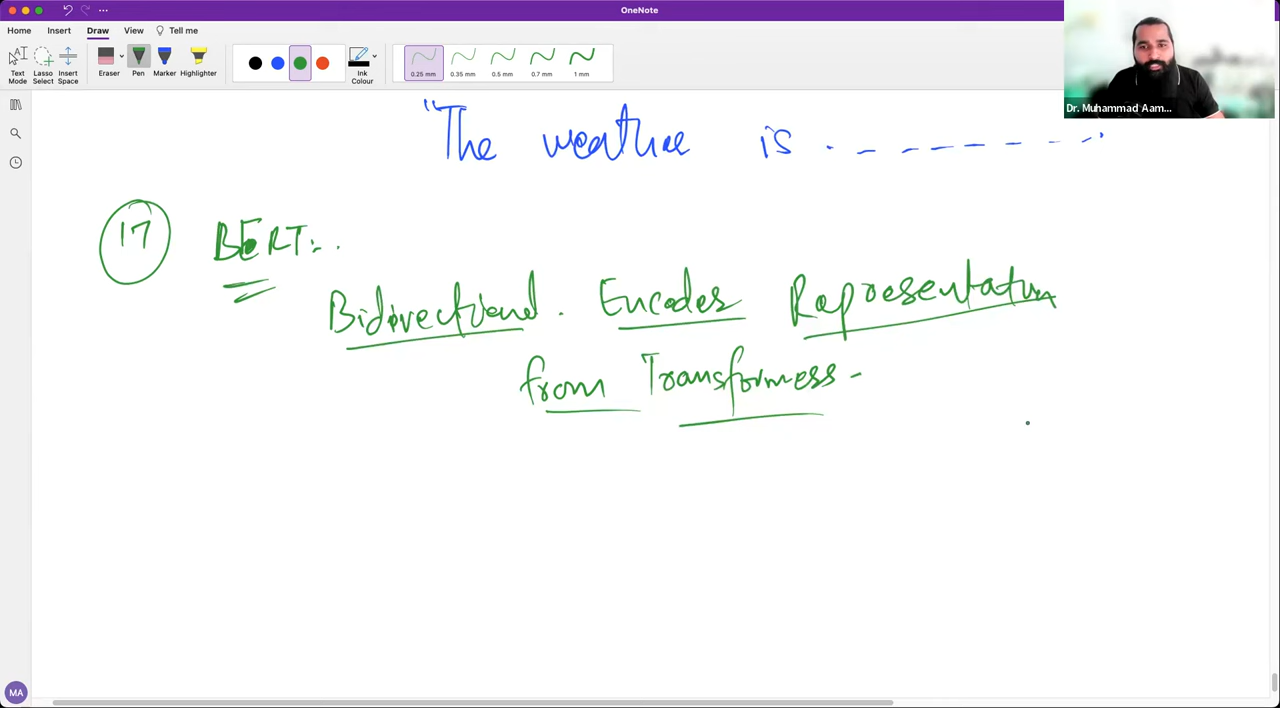 OneNote
Home Insert Draw View Tell me
Text Mode Lasso Select Insert Space Eraser Pen Marker Highlighter Ink Colour 0.25 mm 0.35 mm 0.5 mm 0.7 mm 1 mm
Dr. Muhammad Aam...
"The weather is
17 BERT:
Bidirectional Encoder Representation
from Transformers
MA